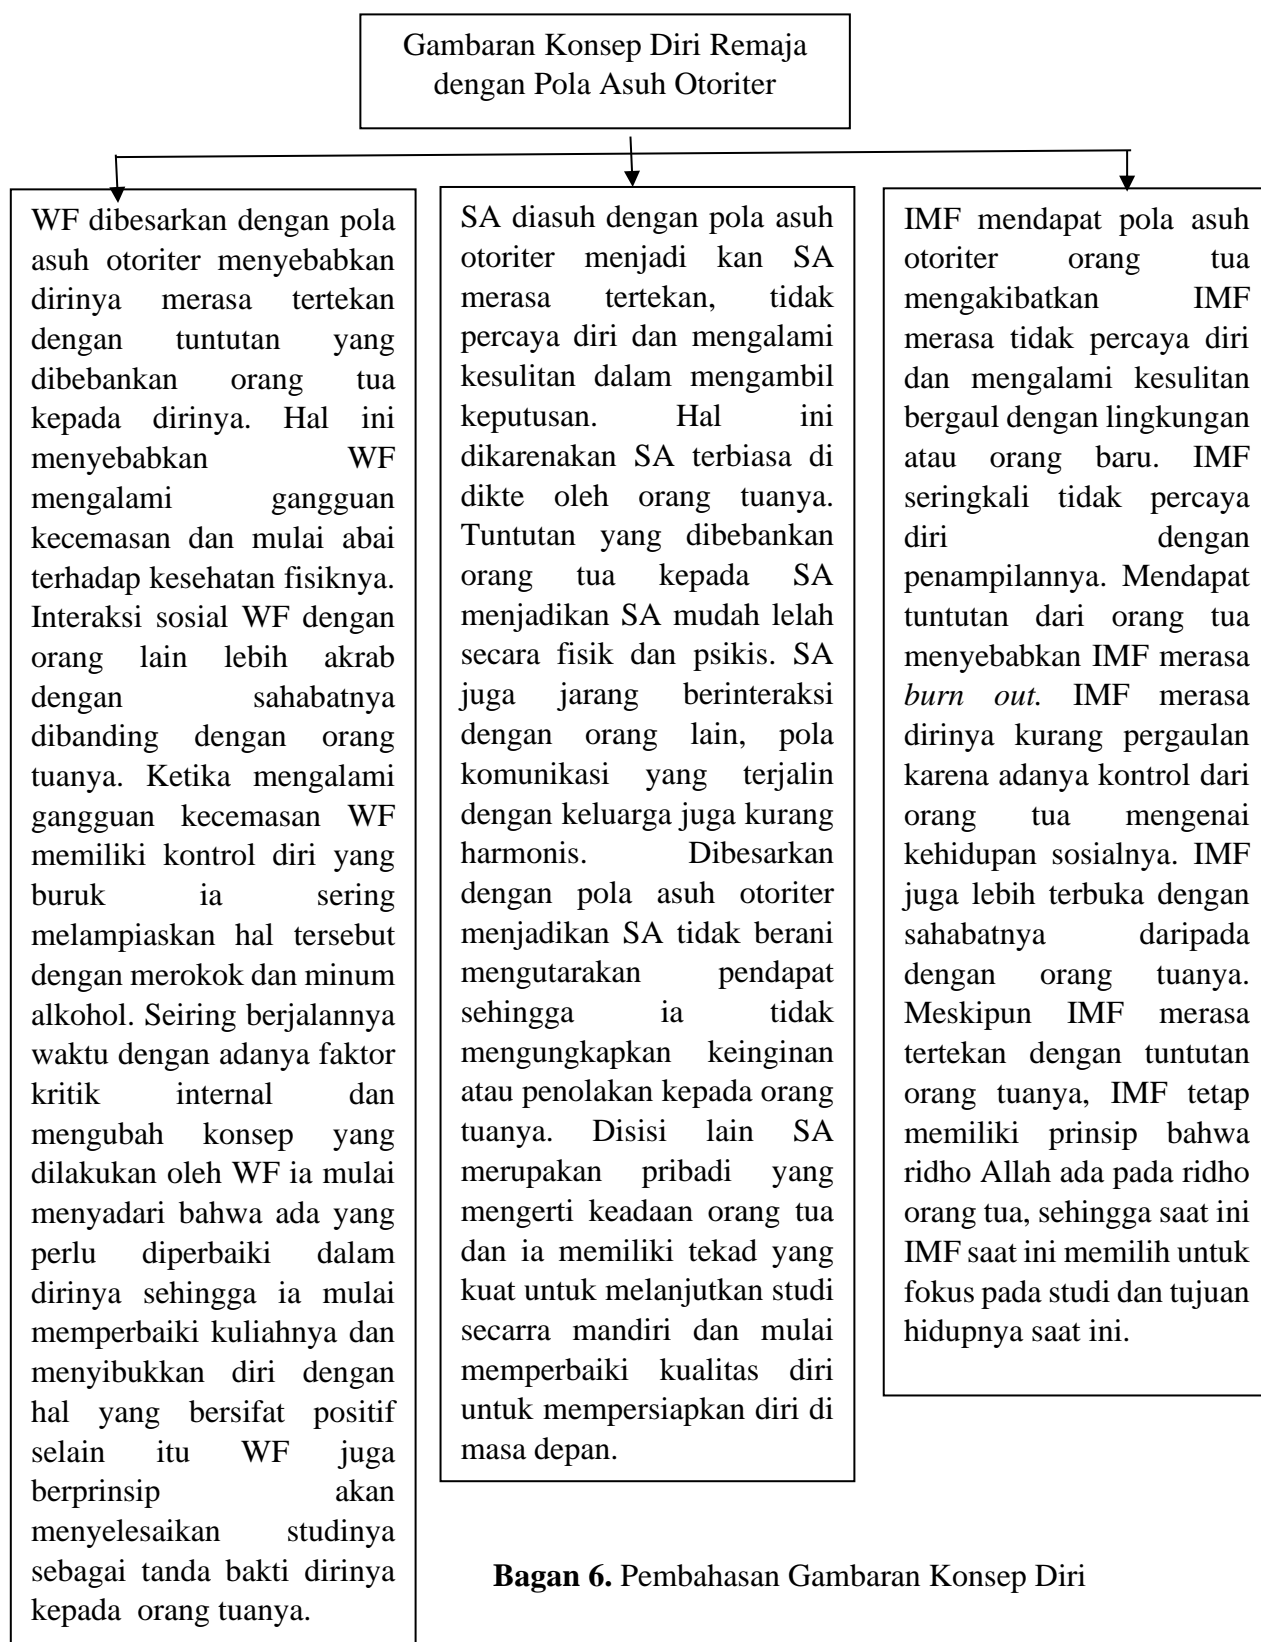 Gambaran Konsep Diri Remaja
dengan Pola Asuh Otoriter
WF dibesarkan dengan pola
asuh otoriter menyebabkan
dirinya merasa tertekan
dengan tuntutan yang
dibebankan orang tua
kepada dirinya. Hal ini
menyebabkan WF
mengalami gangguan
kecemasan dan mulai abai
terhadap kesehatan fisiknya.
Interaksi sosial WF dengan
orang lain lebih akrab
dengan sahabatnya
dibanding dengan orang
tuanya. Ketika mengalami
gangguan kecemasan WF
memiliki kontrol diri yang
buruk ia sering
melampiaskan hal tersebut
dengan merokok dan minum
alkohol. Seiring berjalannya
waktu dengan adanya faktor
kritik internal dan
mengubah konsep yang
dilakukan oleh WF ia mulai
menyadari bahwa ada yang
perlu diperbaiki dalam
dirinya sehingga ia mulai
memperbaiki kuliahnya dan
menyibukkan diri dengan
hal yang bersifat positif
selain itu WF juga
berprinsip akan
menyelesaikan studinya
sebagai tanda bakti dirinya
kepada orang tuanya.
SA diasuh dengan pola asuh
otoriter menjadi kan SA
merasa tertekan, tidak
percaya diri dan mengalami
kesulitan dalam mengambil
keputusan. Hal ini
dikarenakan SA terbiasa di
dikte oleh orang tuanya.
Tuntutan yang dibebankan
orang tua kepada SA
menjadikan SA mudah lelah
secara fisik dan psikis. SA
juga jarang berinteraksi
dengan orang lain, pola
komunikasi yang terjalin
dengan keluarga juga kurang
harmonis. Dibesarkan
dengan pola asuh otoriter
menjadikan SA tidak berani
mengutarakan pendapat
sehingga ia tidak
mengungkapkan keinginan
atau penolakan kepada orang
tuanya. Disisi lain SA
merupakan pribadi yang
mengerti keadaan orang tua
dan ia memiliki tekad yang
kuat untuk melanjutkan studi
secarra mandiri dan mulai
memperbaiki kualitas diri
untuk mempersiapkan diri di
masa depan.
IMF mendapat pola asuh
otoriter orang tua
mengakibatkan IMF
merasa tidak percaya diri
dan mengalami kesulitan
bergaul dengan lingkungan
atau orang baru. IMF
seringkali tidak percaya
diri dengan
penampilannya. Mendapat
tuntutan dari orang tua
menyebabkan IMF merasa
burn out. IMF merasa
dirinya kurang pergaulan
karena adanya kontrol dari
orang tua mengenai
kehidupan sosialnya. IMF
juga lebih terbuka dengan
sahabatnya daripada
dengan orang tuanya.
Meskipun IMF merasa
tertekan dengan tuntutan
orang tuanya, IMF tetap
memiliki prinsip bahwa
ridho Allah ada pada ridho
orang tua, sehingga saat ini
IMF saat ini memilih untuk
fokus pada studi dan tujuan
hidupnya saat ini.
Bagan 6. Pembahasan Gambaran Konsep Diri